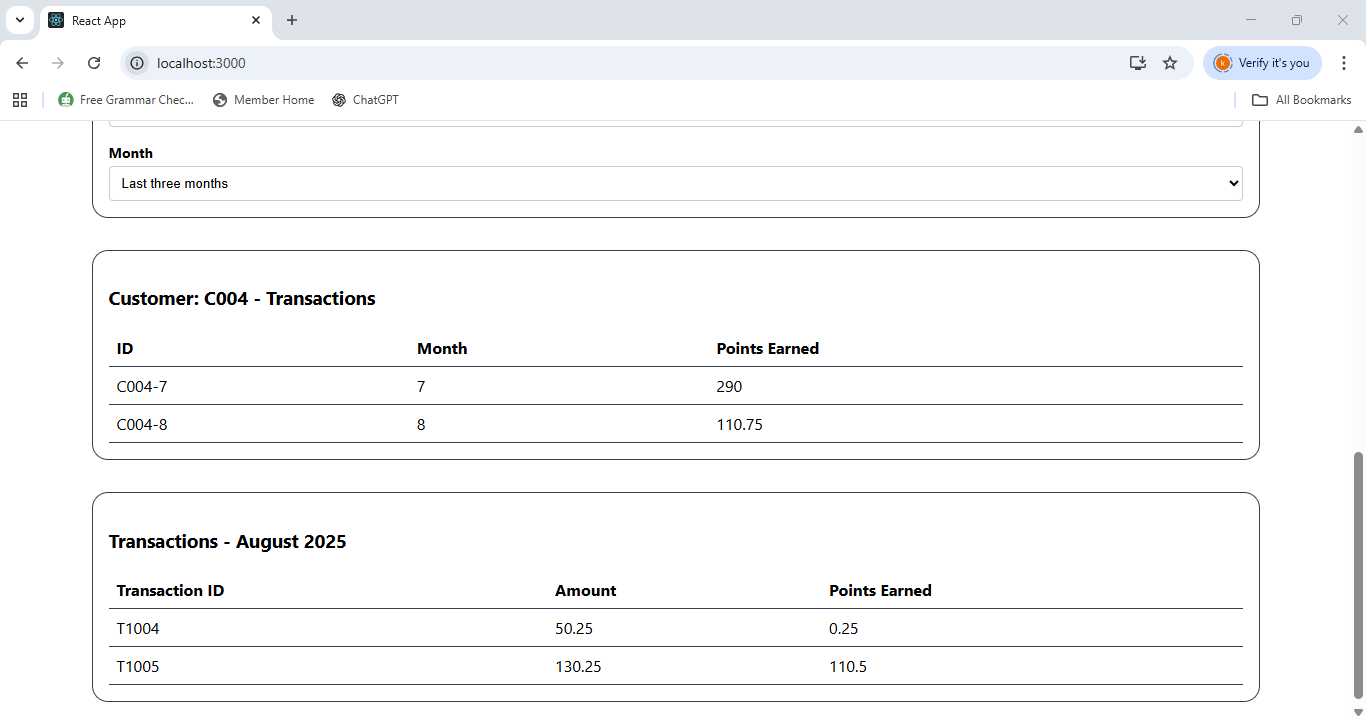 React App
localhost:3000
Verify it's you
Free Grammar Chec...
Member Home
ChatGPT
All Bookmarks
Month
Last three months
Customer: C004 - Transactions
ID Month Points Earned
C004-7 7 290
C004-8 8 110.75
Transactions - August 2025
Transaction ID Amount Points Earned
T1004 50.25 0.25
T1005 130.25 110.5